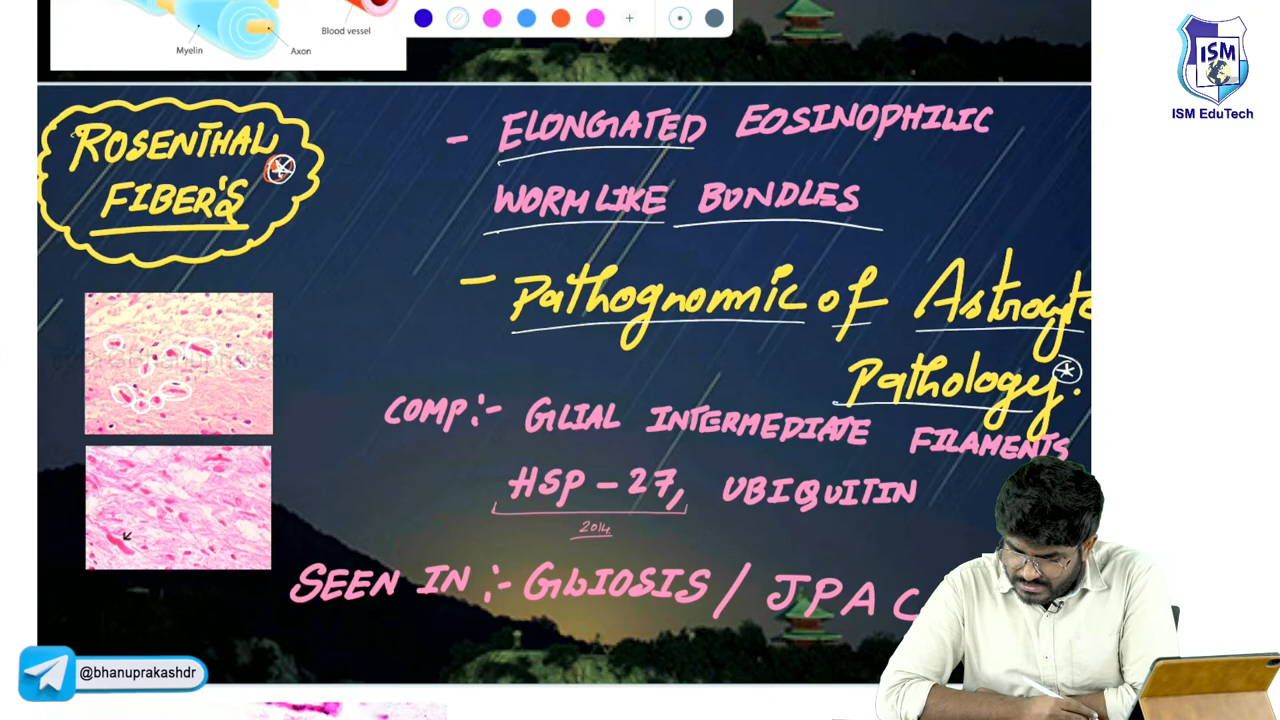 Myelin
Axon
Blood vessel
ISM
ISM EduTech
ROSENTHAL
FIBER'S
- ELONGATED EOSINOPHILIC
WORM LIKE BUNDLES
- Pathognomic of Astrocyte
Pathology.
COMP:- GLIAL INTERMEDIATE FILAMENTS
HSP-27, UBIQUITIN
2014
SEEN IN :- GLIOSIS / JPA
@bhanuprakashdr